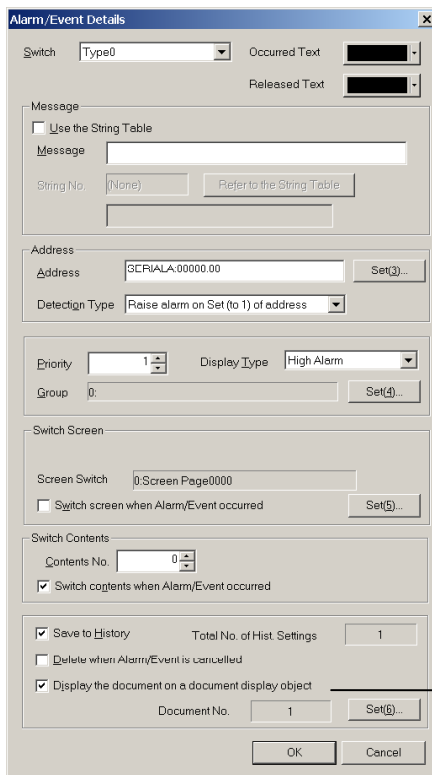 Alarm/Event Details
Switch Type0 Occurred Text
Released Text
Message
Use the String Table
Message
String No. (None) Refer to the String Table
Address
Address SERIALA:00000.00 Set(3)...
Detection Type Raise alarm on Set (to 1) of address
Priority 1 Display Type High Alarm
Group 0: Set(4)...
Switch Screen
Screen Switch 0:Screen Page0000
Switch screen when Alarm/Event occurred Set(5)...
Switch Contents
Contents No. 0
Switch contents when Alarm/Event occurred
Save to History Total No. of Hist. Settings 1
Delete when Alarm/Event is cancelled
Display the document on a document display object
Document No. 1 Set(6)...
OK Cancel